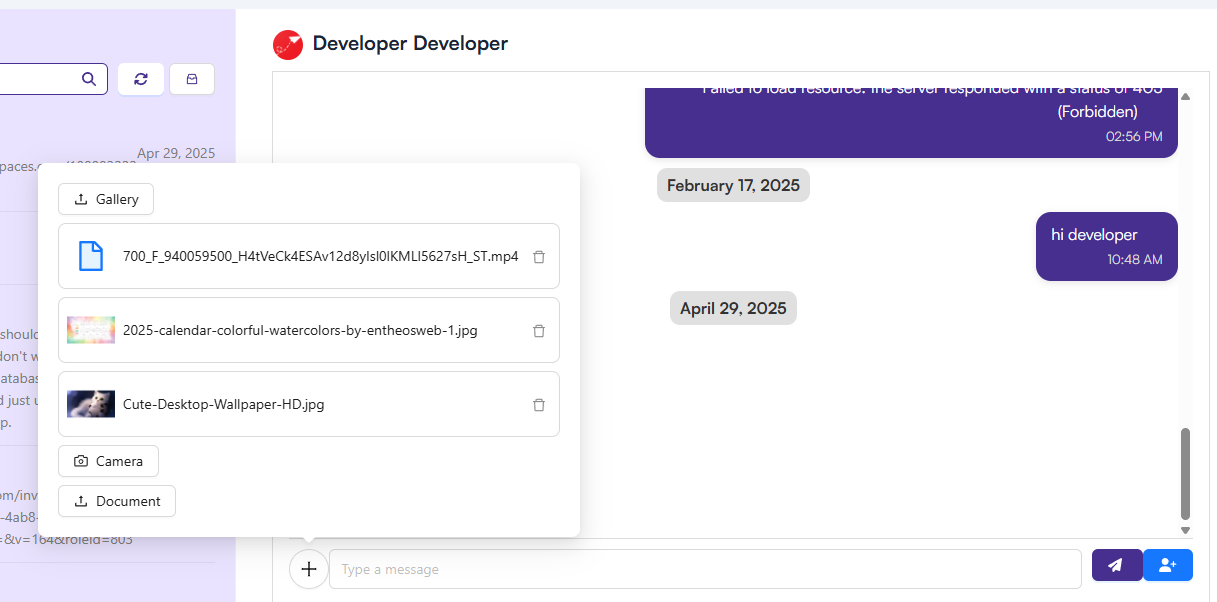 Developer Developer
Failed to load resource: the server responded with a status of 403
(Forbidden)
02:56 PM
February 17, 2025
hi developer
10:48 AM
April 29, 2025
Apr 29, 2025
Gallery
700_F_940059500_H4tVeCk4ESAv12d8yIsI0IKMLI5627sH_ST.mp4
2025-calendar-colorful-watercolors-by-entheosweb-1.jpg
Cute-Desktop-Wallpaper-HD.jpg
Camera
Document
should
don't w
atabas
d just u
p.
om/inv
-4ab8-
=&v=164&roleId=803
Type a message